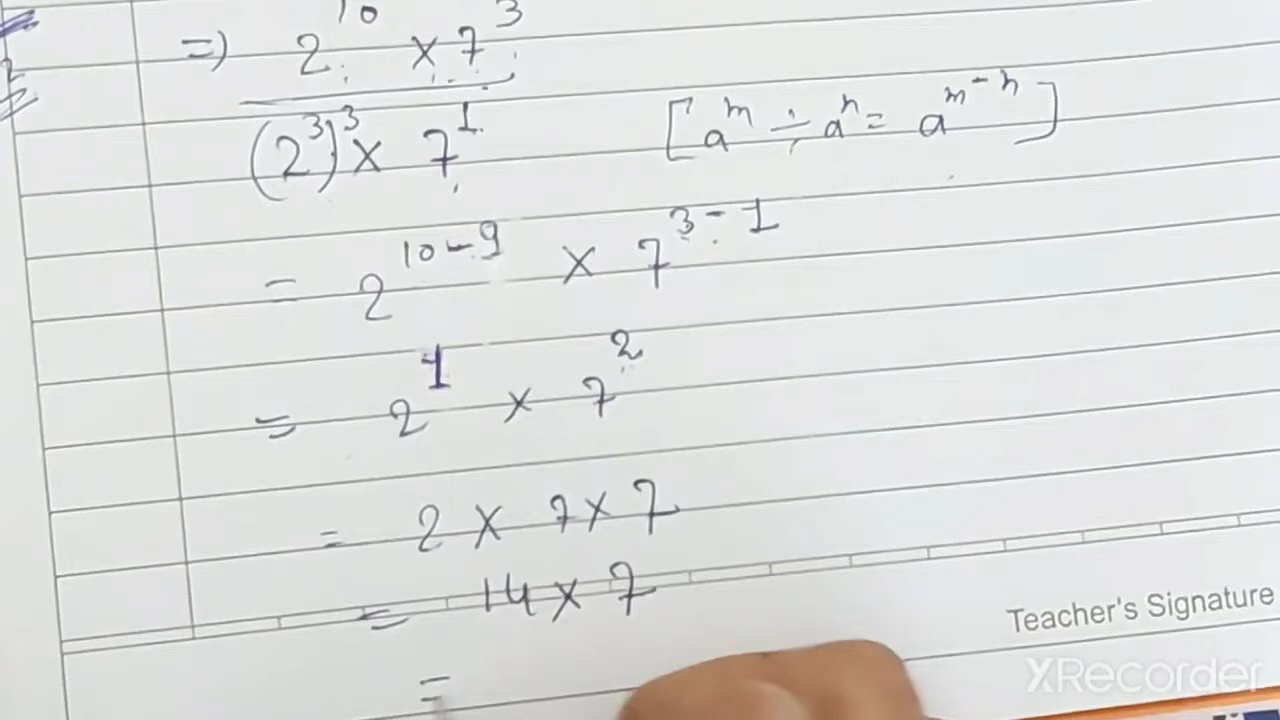 =) 2^10 × 7^3
(2^3)^3 × 7^1 [a^m ÷ a^n = a^m-n]
= 2^10-9 × 7^3-1
= 2^1 × 7^2
= 2 × 7 × 7
= 14 × 7
=
Teacher's Signature
XRecorder